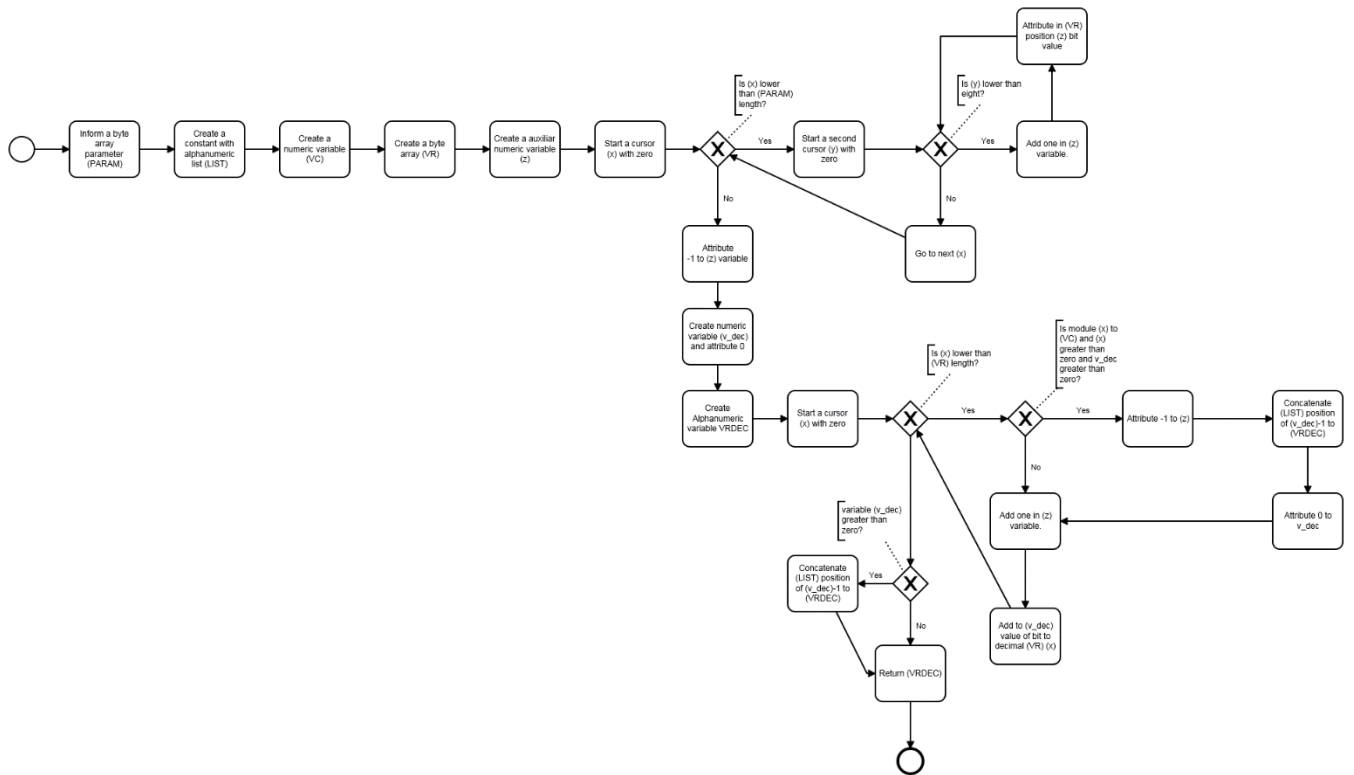 Attribute in (VR)
position (z) bit
value
Is (x) lower
than (PARAM)
length?
Is (y) lower than
eight?
Inform a byte
array
parameter
(PARAM)
Create a
constant with
alphanumeric
list (LIST)
Create a
numeric variable
(VC)
Create a byte
array (VR)
Create a auxiliar
numeric variable
(z)
Start a cursor
(x) with zero
Yes
Start a second
cursor (y) with
zero
Yes
Add one in (z)
variable.
No
No
Attribute
-1 to (z) variable
Go to next (x)
Create numeric
variable (v_dec)
and attribute 0
Is (x) lower than
(VR) length?
Is module (x) to
(VC) and (x)
greater than
zero and v_dec
greater than
zero?
Create
Alphanumeric
variable VRDEC
Start a cursor
(x) with zero
Yes
Yes
Attribute -1 to (z)
Concatenate
(LIST) position
of (v_dec)-1 to
(VRDEC)
No
variable (v_dec)
greater than
zero?
Add one in (z)
variable.
Attribute 0 to
v_dec
Concatenate
(LIST) position
of (v_dec)-1 to
(VRDEC)
Yes
No
Add to (v_dec)
value of bit to
decimal (VR) (x)
Return (VRDEC)